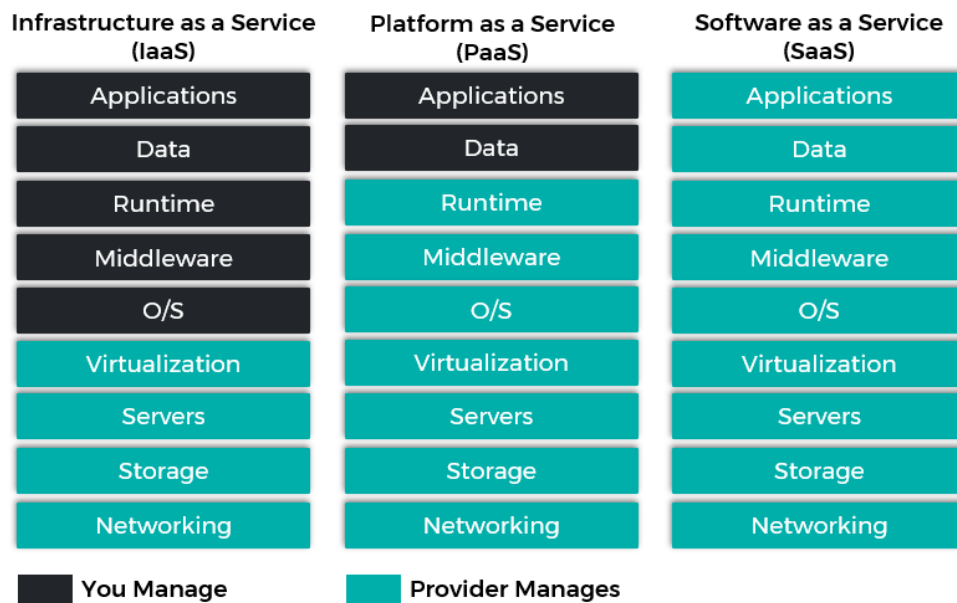 Infrastructure as a Service
(IaaS)
Applications
Data
Runtime
Middleware
O/S
Virtualization
Servers
Storage
Networking
Platform as a Service
(PaaS)
Applications
Data
Runtime
Middleware
O/S
Virtualization
Servers
Storage
Networking
Software as a Service
(SaaS)
Applications
Data
Runtime
Middleware
O/S
Virtualization
Servers
Storage
Networking
You Manage
Provider Manages